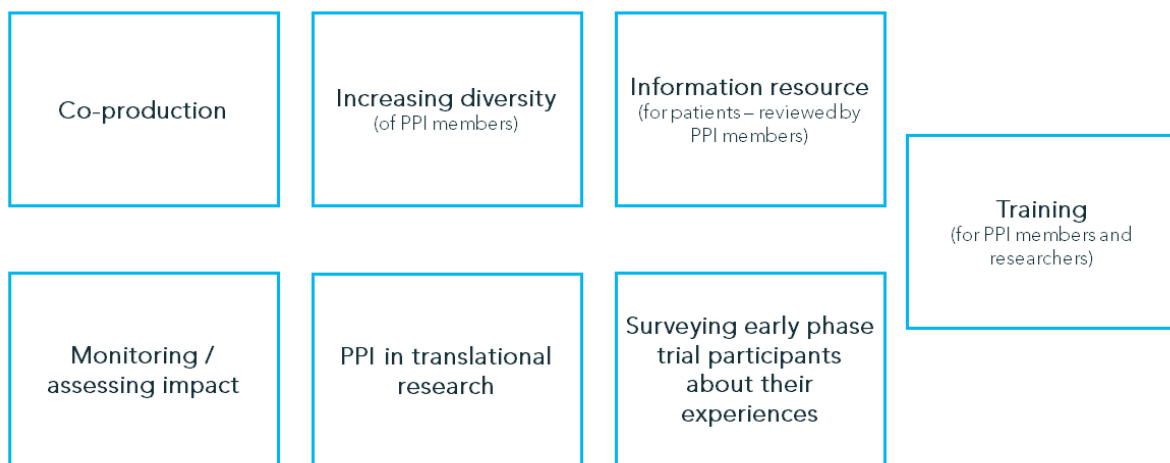 Co-production
Increasing diversity
(of PPI members)
Information resource
(for patients – reviewed by
PPI members)
Training
(for PPI members and
researchers)
Monitoring /
assessing impact
PPI in translational
research
Surveying early phase
trial participants
about their
experiences